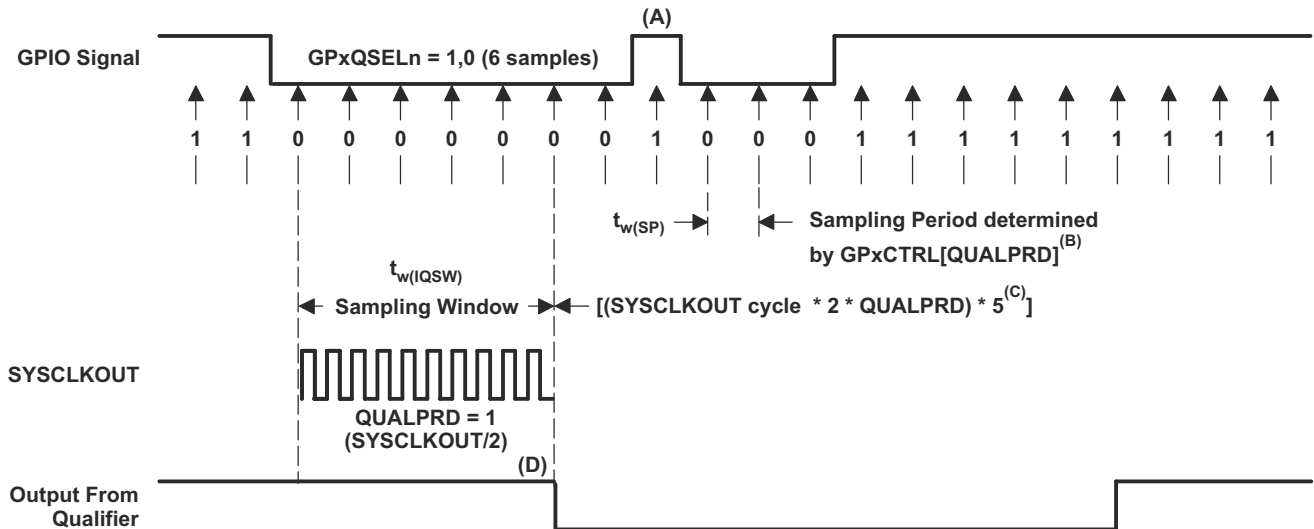 (A)
GPIO Signal
GPxQSELn = 1,0 (6 samples)
1 1 0 0 0 0 0 0 0 1 0 0 0 1 1 1 1 1 1 1 1 1
tw(SP)
Sampling Period determined
by GPxCTRL[QUALPRD](B)
tw(IQSW)
Sampling Window
[(SYSCLKOUT cycle * 2 * QUALPRD) * 5(C)]
SYSCLKOUT
QUALPRD = 1
(SYSCLKOUT/2)
(D)
Output From
Qualifier